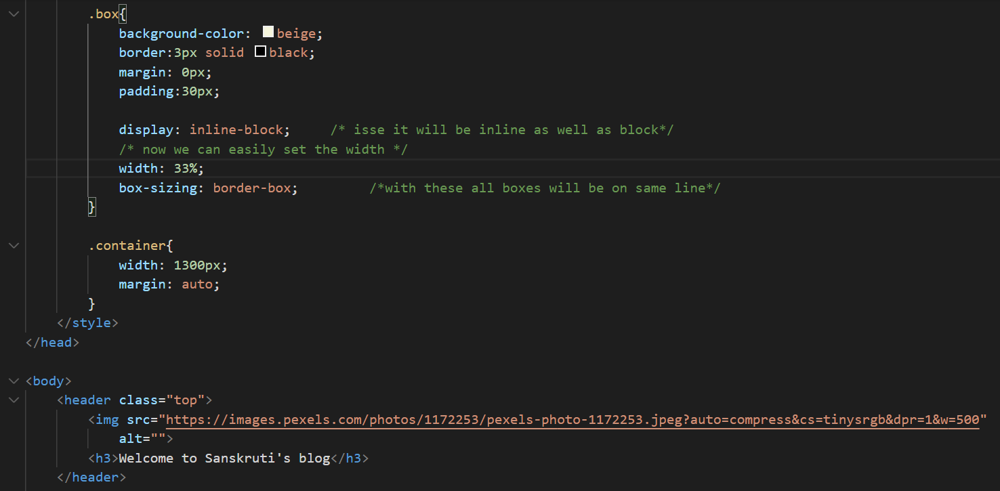 .box{
background-color: beige;
border:3px solid black;
margin: 0px;
padding:30px;
display: inline-block; /* isse it will be inline as well as block*/
/* now we can easily set the width */
width: 33%;
box-sizing: border-box; /*with these all boxes will be on same line*/
}
.container{
width: 1300px;
margin: auto;
}
</style>
</head>
<body>
<header class="top">
<img src="https://images.pexels.com/photos/1172253/pexels-photo-1172253.jpeg?auto=compress&cs=tinysrgb&dpr=1&w=500"
alt="">
<h3>Welcome to Sanskruti's blog</h3>
</header>